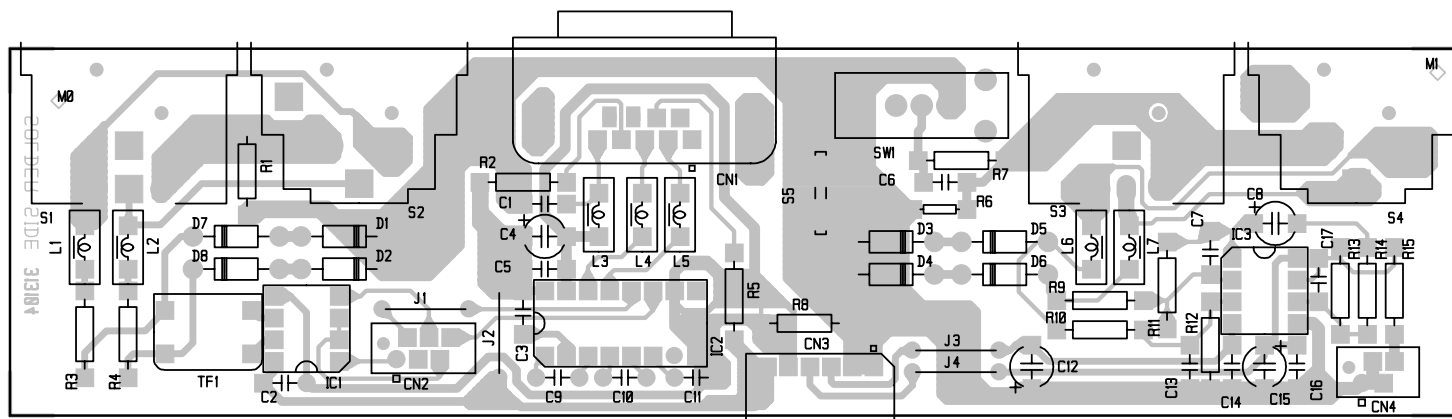 M0
M1
SOLDER SIDE 33104
R1
R2
C1
C4
C5
CN1
S5
SW1
C6
R7
R6
S1
L1
L2
D7
D8
D1
D2
S2
L3
L4
L5
D3
D4
D5
D6
S3
L6
L7
C7
C8
IC3
C17
R13
R14
R15
S4
R3
R4
TF1
C2
IC1
J1
CN2
J2
C3
C9
C10
C11
IC2
R5
R8
CN3
J3
J4
R9
R10
C12
R11
R12
C13
C14
C15
C16
CN4